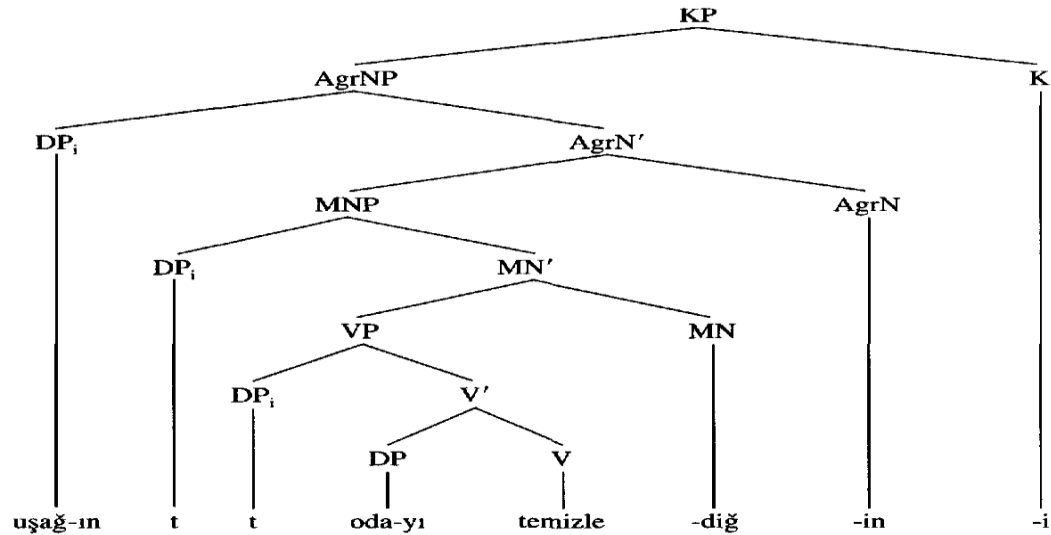 KP
AgrNP K
DPi AgrN′
MNP AgrN
DPi MN′
VP MN
DPi V′
DP V
uşağ-ın t t oda-yı temizle -diğ -in -i